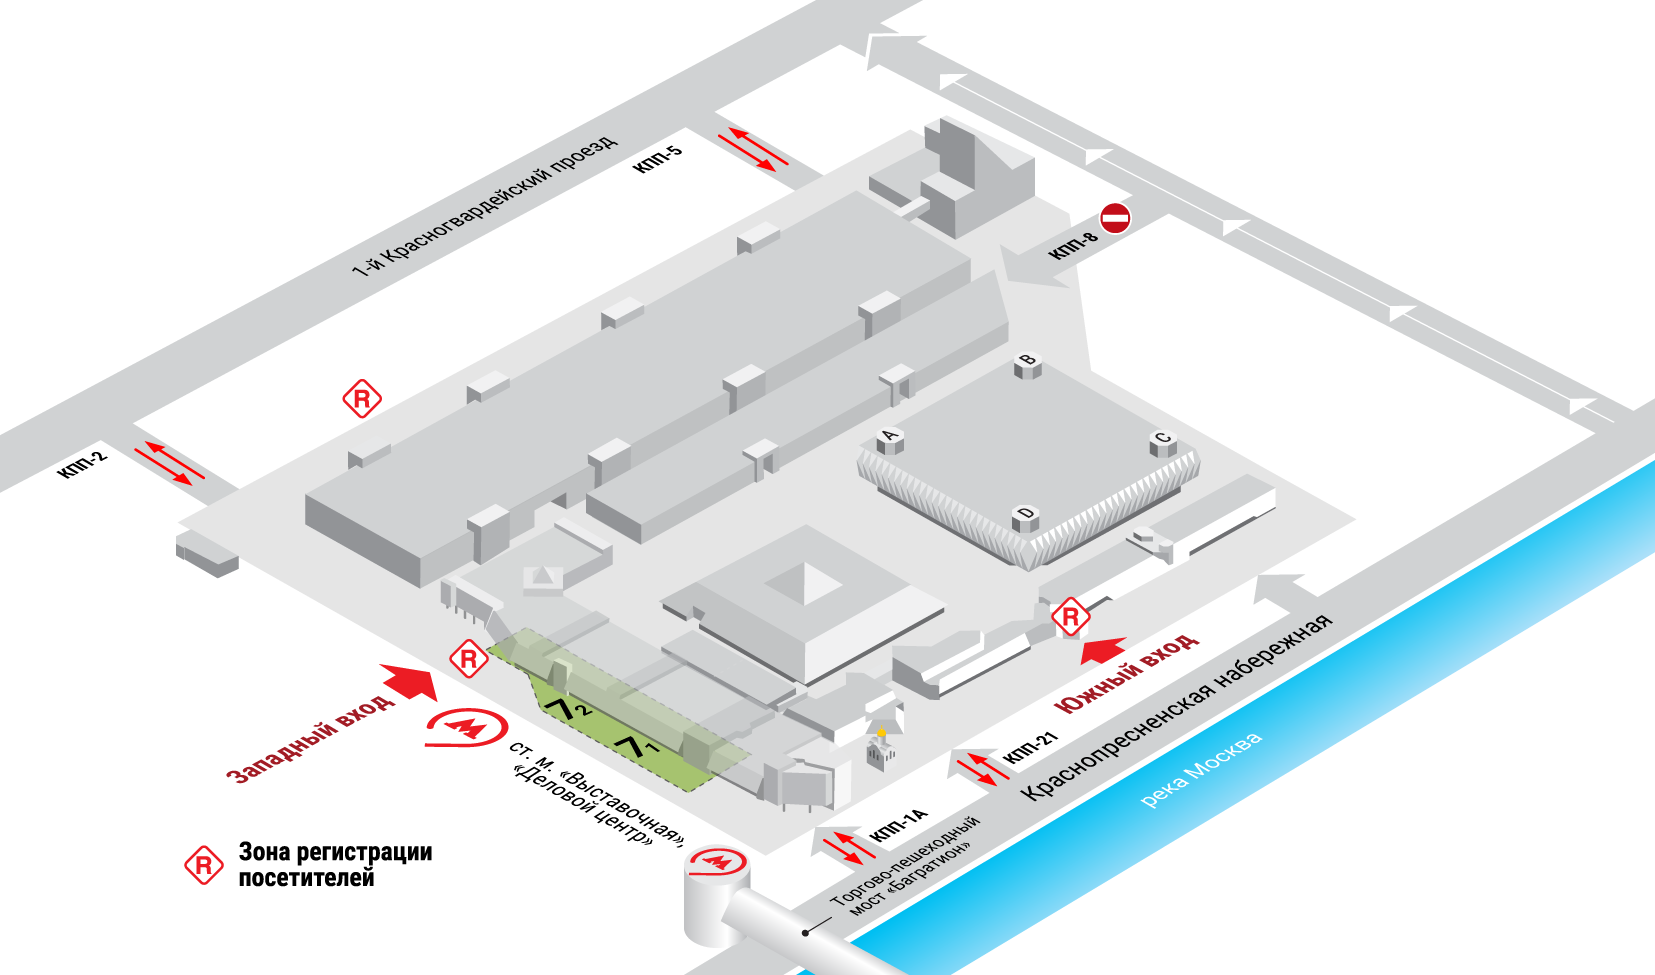 1-й Красногвардейский проезд
КПП-5
КПП-8
КПП-2
R
B
A
C
D
R
R
2
1
Западный вход
М
ст. м. «Выставочная»,
«Деловой центр»
Южный вход
Краснопресненская набережная
КПП-21
река Москва
КПП-1А
Торгово-пешеходный
мост «Багратион»
М
R
Зона регистрации
посетителей